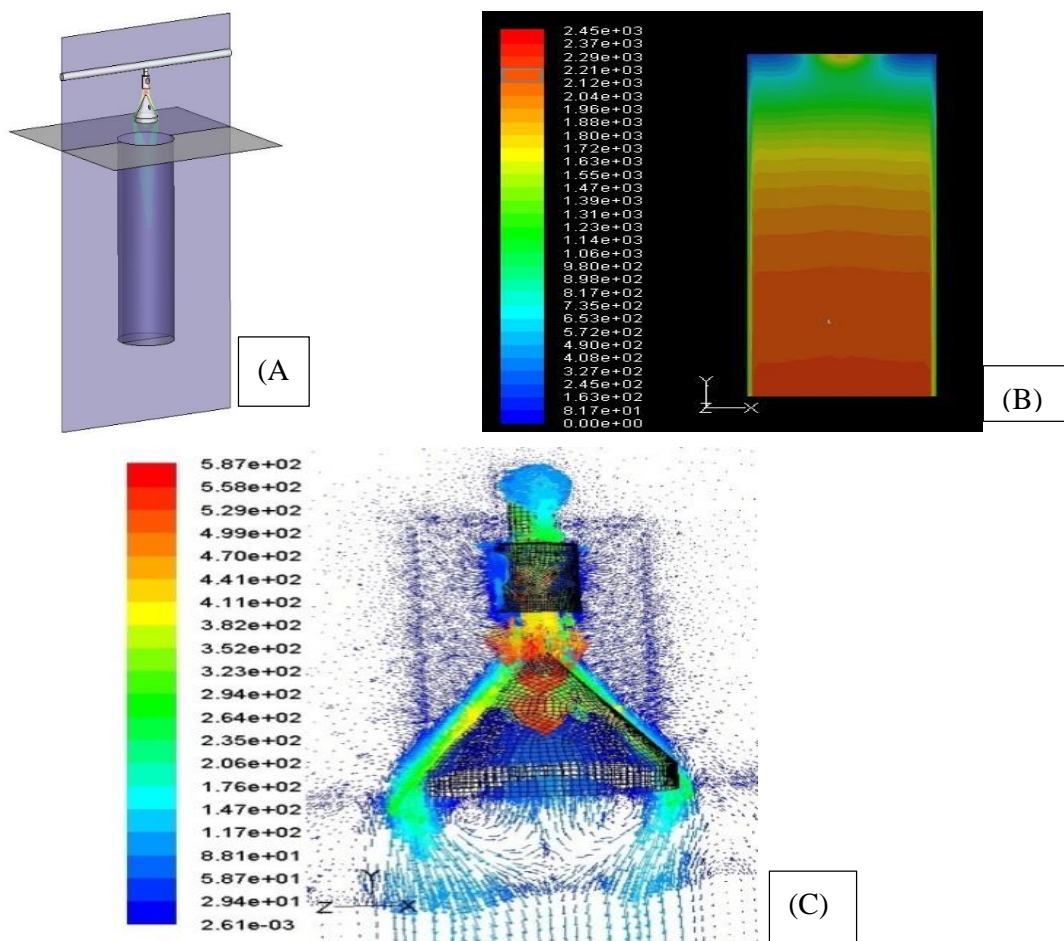 (A
2.45e+03
2.37e+03
2.29e+03
2.21e+03
2.12e+03
2.04e+03
1.96e+03
1.88e+03
1.80e+03
1.72e+03
1.63e+03
1.55e+03
1.47e+03
1.39e+03
1.31e+03
1.23e+03
1.14e+03
1.06e+03
9.80e+02
8.98e+02
8.17e+02
7.35e+02
6.53e+02
5.72e+02
4.90e+02
4.08e+02
3.27e+02
2.45e+02
1.63e+02
8.17e+01
0.00e+00
Y
Z X
(B)
5.87e+02
5.58e+02
5.29e+02
4.99e+02
4.70e+02
4.41e+02
4.11e+02
3.82e+02
3.52e+02
3.23e+02
2.94e+02
2.64e+02
2.35e+02
2.06e+02
1.76e+02
1.47e+02
1.17e+02
8.81e+01
5.87e+01
2.94e+01
2.61e-03
Y
Z X
(C)